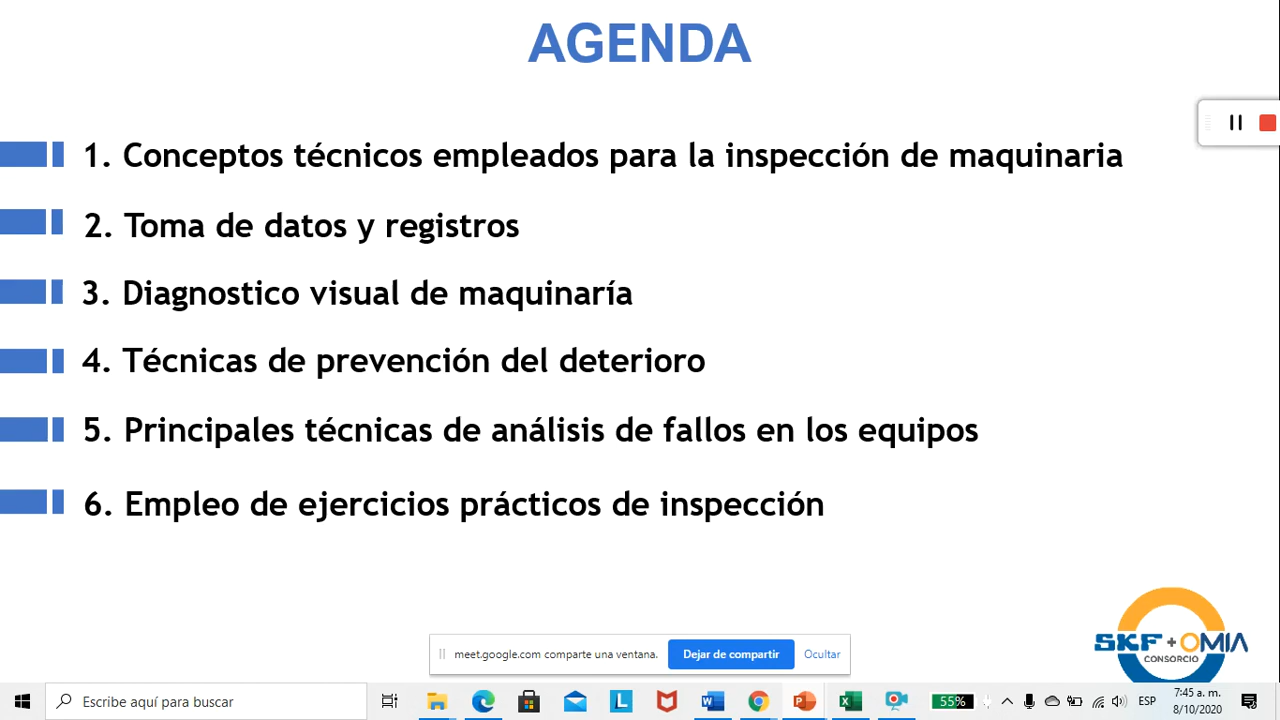 AGENDA
1. Conceptos técnicos empleados para la inspección de maquinaria
2. Toma de datos y registros
3. Diagnostico visual de maquinaría
4. Técnicas de prevención del deterioro
5. Principales técnicas de análisis de fallos en los equipos
6. Empleo de ejercicios prácticos de inspección
SKF + OMIA
CONSORCIO
meet.google.com comparte una ventana. Dejar de compartir Ocultar
Escribe aquí para buscar
55%
ESP
7:45 a. m.
8/10/2020